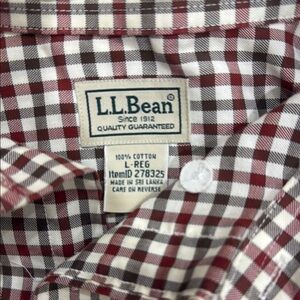 L.L.Bean®
Since 1912
QUALITY GUARANTEED
100% COTTON
L-REG
ItemID 278325
MADE IN SRI LANKA
CARE ON REVERSE